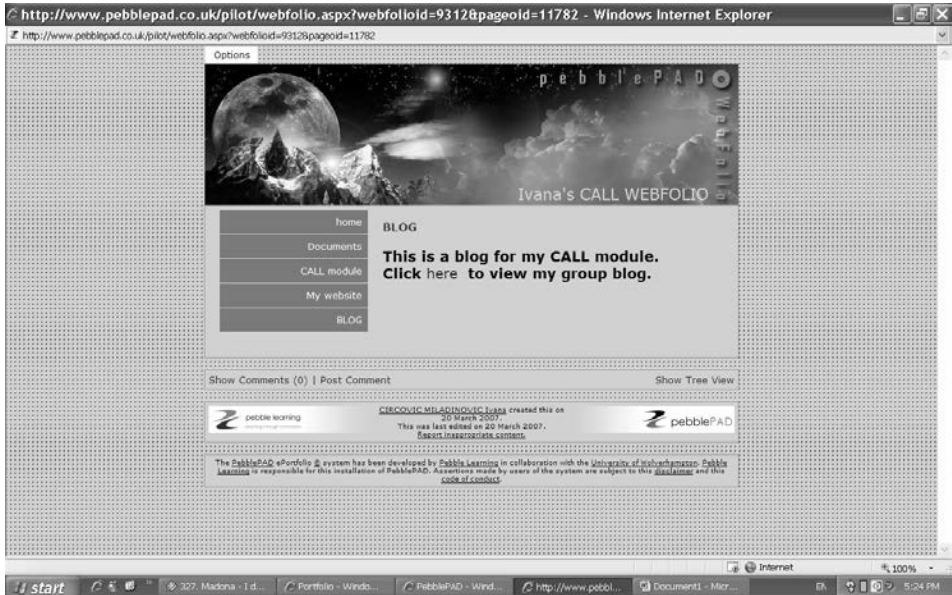 http://www.pebblepad.co.uk/pilot/webfolio.aspx?webfolioid=9312&pageoid=11782 - Windows Internet Explorer
http://www.pebblepad.co.uk/pilot/webfolio.aspx?webfolioid=9312&pageoid=11782
Options
pebblePAD
WebFolio
Ivana's CALL WEBFOLIO
home
Documents
CALL module
My website
BLOG
BLOG
This is a blog for my CALL module.
Click here to view my group blog.
Show Comments (0) | Post Comment
Show Tree View
pebble learning
CIRCOVIC MILADINOVIC Ivana created this on
20 March 2007.
This was last edited on 20 March 2007.
Report inappropriate content.
pebblePAD
The PebblePAD ePortfolio @ system has been developed by Pebble Learning in collaboration with the University of Wolverhampton. Pebble
Learning is responsible for this installation of PebblePAD. Assertions made by users of the system are subject to this disclaimer and this
code of conduct.
Internet
100%
start
327. Madona - I d...
Portfolio - Windo...
PebblePAD - Wind...
http://www.pebbl...
Document1 - Micr...
EN
5:24 PM